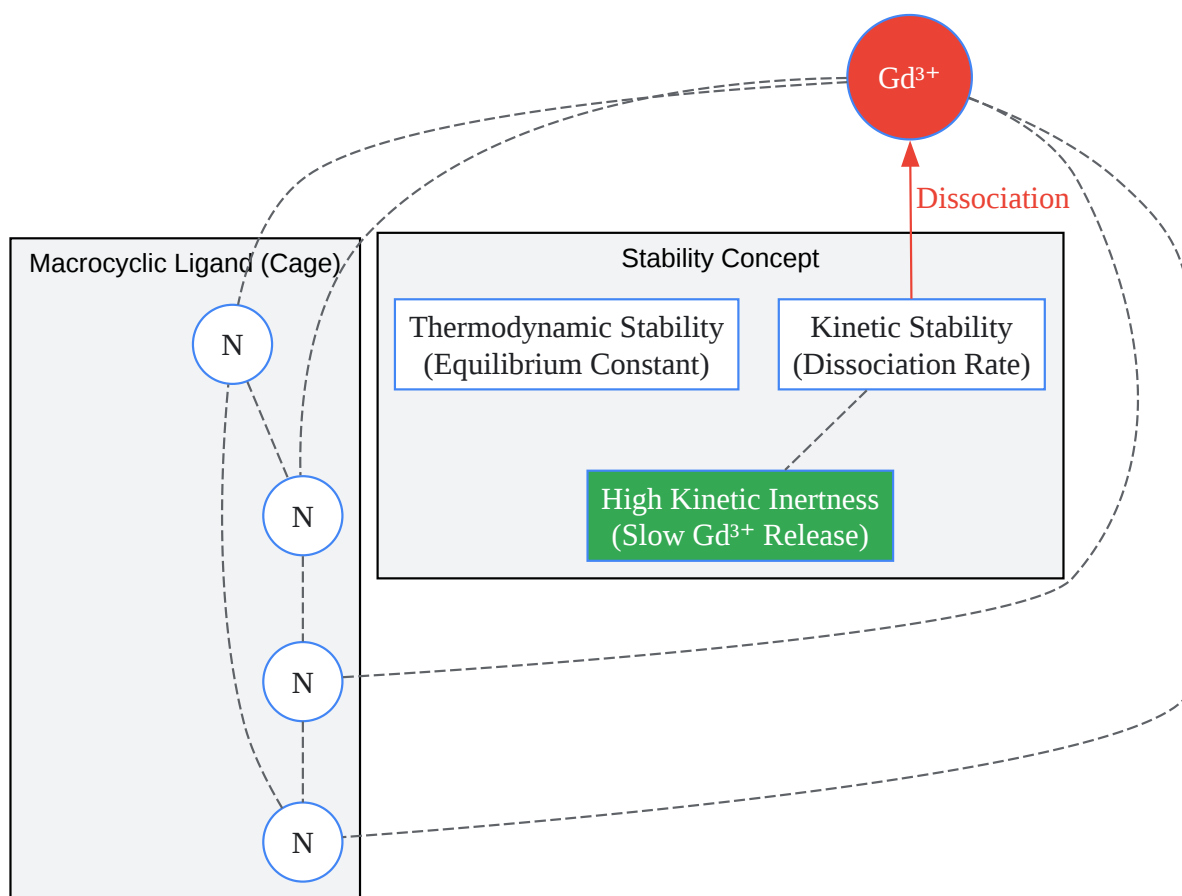 Gd³⁺
Dissociation
Macrocyclic Ligand (Cage)
Stability Concept
Thermodynamic Stability
(Equilibrium Constant)
Kinetic Stability
(Dissociation Rate)
N
High Kinetic Inertness
(Slow Gd³⁺ Release)
N
N
N